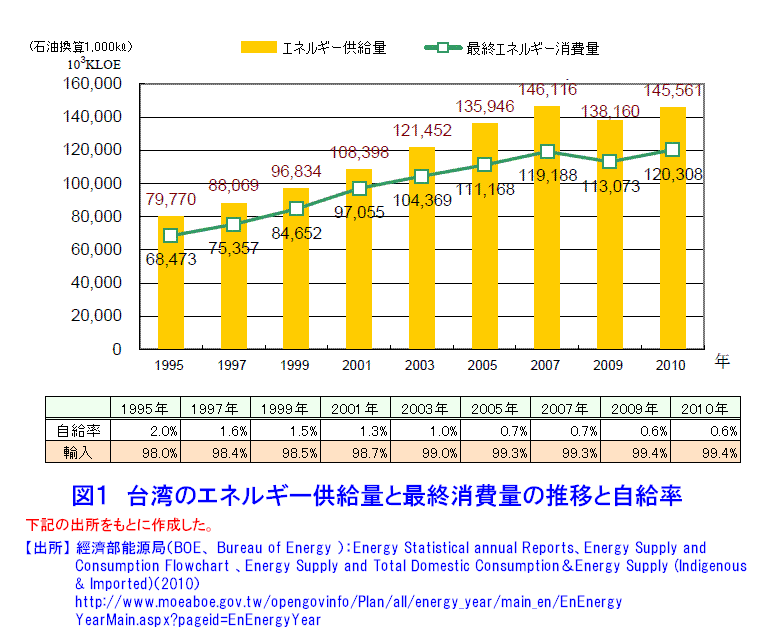 (石油換算1,000kℓ)
10³KLOE
エネルギー供給量
最終エネルギー消費量
160,000
140,000
120,000
100,000
80,000
60,000
40,000
20,000
0
79,770
88,069
96,834
108,398
121,452
135,946
146,116
138,160
145,561
68,473
75,357
84,652
97,055
104,369
111,168
119,188
113,073
120,308
1995 1997 1999 2001 2003 2005 2007 2009 2010 年
1995年 1997年 1999年 2001年 2003年 2005年 2007年 2009年 2010年
自給率 2.0% 1.6% 1.5% 1.3% 1.0% 0.7% 0.7% 0.6% 0.6%
輸入 98.0% 98.4% 98.5% 98.7% 99.0% 99.3% 99.3% 99.4% 99.4%
図1 台湾のエネルギー供給量と最終消費量の推移と自給率
下記の出所をもとに作成した。
【出所】 經濟部能源局(BOE、 Bureau of Energy ):Energy Statistical annual Reports、Energy Supply and
Consumption Flowchart 、Energy Supply and Total Domestic Consumption&Energy Supply (Indigenous
& Imported)(2010)
http://www.moeaboe.gov.tw/opengovinfo/Plan/all/energy_year/main_en/EnEnergy
YearMain.aspx?pageid=EnEnergyYear